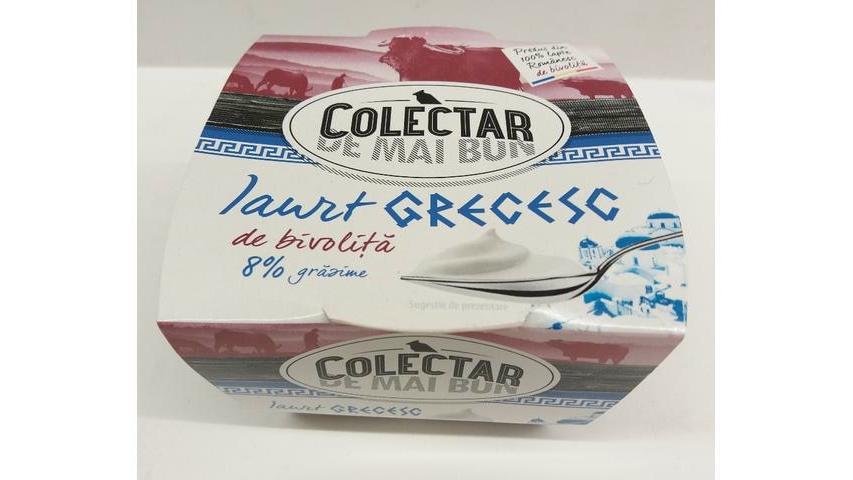 Produs din
100% lapte
Românesc
de bivoliță
COLECTAR
DE MAI BUN
Iaurt GRECESC
de bivoliță
8% grăsime
Sugestie de prezentare
COLECTAR
DE MAI BUN
Iaurt GRECESC